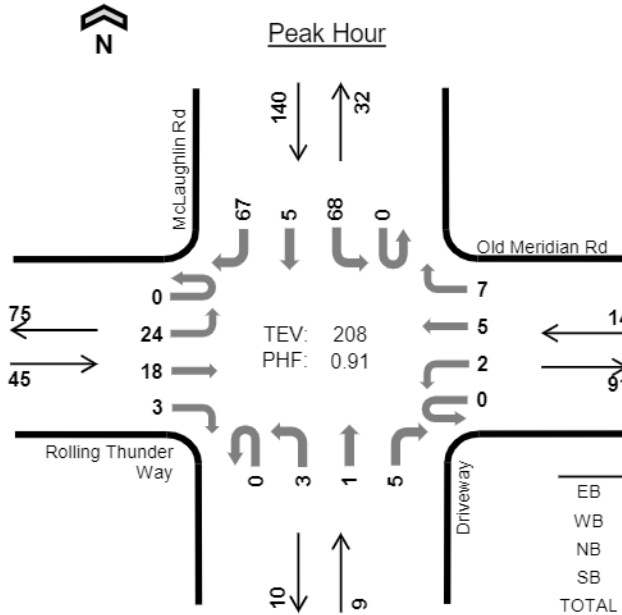 N
Peak Hour
McLaughlin Rd
140
32
67
5
68
0
Old Meridian Rd
0
24
18
3
75
45
TEV: 208
PHF: 0.91
7
5
2
0
14
91
Rolling Thunder
Way
0
3
1
5
Driveway
10
9
EB
WB
NB
SB
TOTAL